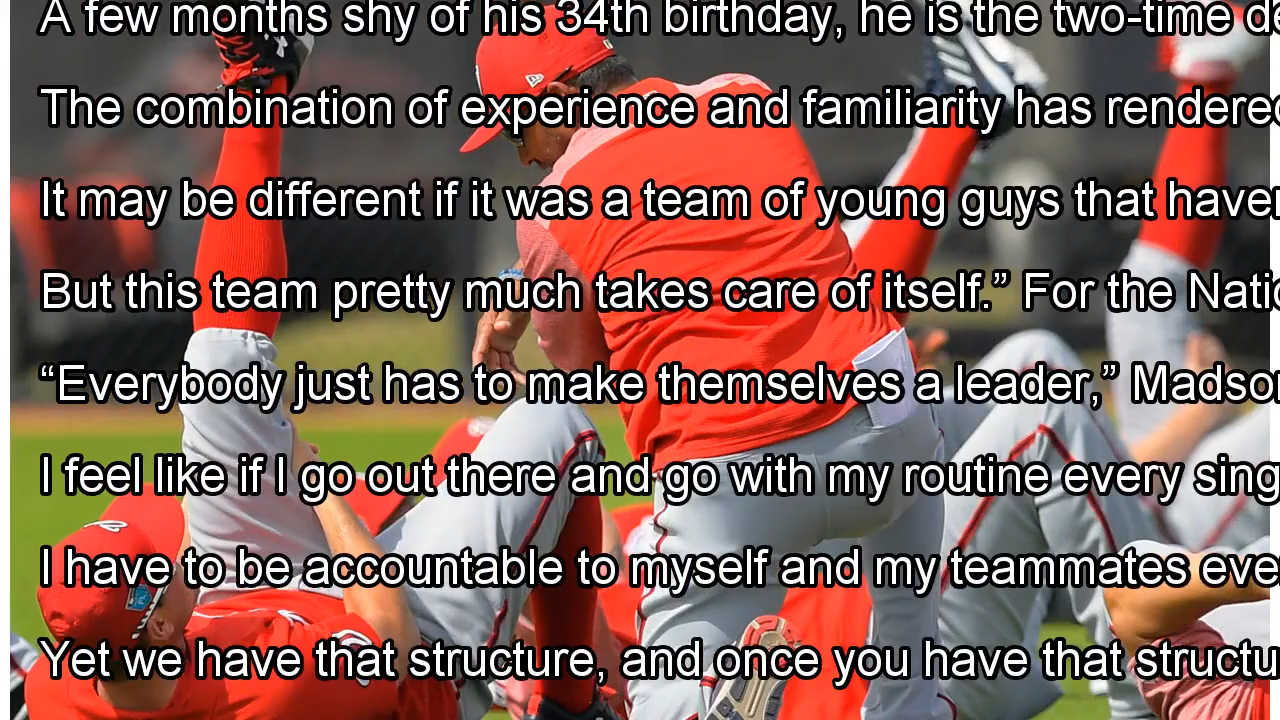 A few months shy of his 34th birthday, he is the two-time
The combination of experience and familiarity has rendered
It may be different if it was a team of young guys that
But this team pretty much takes care of itself.” For the
“Everybody just has to make themselves a leader,” Madson
I feel like if I go out there and go with my routine every
I have to be accountable to myself and my teammates
Yet we have that structure, and once you have that